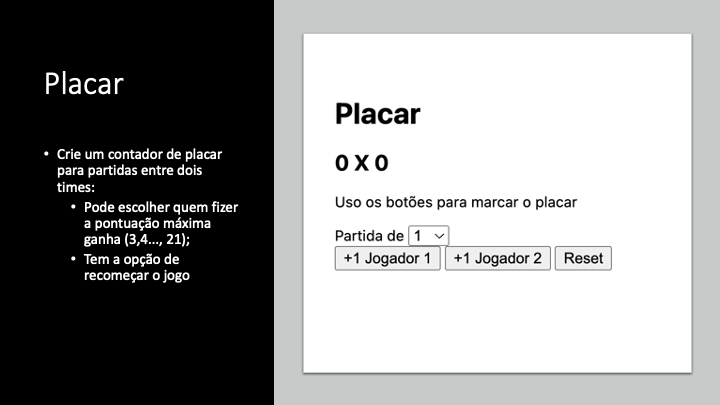 Placar
• Crie um contador de placar
para partidas entre dois
times:
• Pode escolher quem fizer
a pontuação máxima
ganha (3,4..., 21);
• Tem a opção de
recomeçar o jogo
Placar
0 X 0
Uso os botões para marcar o placar
Partida de 1
+1 Jogador 1 +1 Jogador 2 Reset